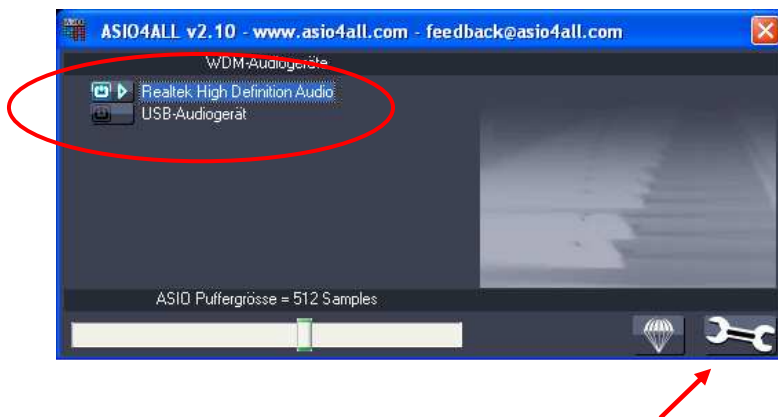 ASIO4ALL v2.10 - www.asio4all.com - feedback@asio4all.com
WDM-Audiogeräte
Realtek High Definition Audio
USB-Audiogerät
ASIO Puffergrösse = 512 Samples